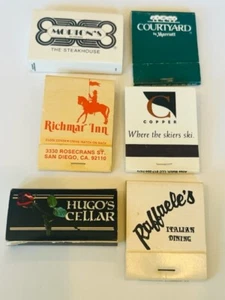 MORTON'S
THE STEAKHOUSE
COURTYARD
by Marriott
Richmar Inn
3330 ROSECRANS ST.
SAN DIEGO, CA. 92110
COPPER
Where the skiers ski.
HUGO'S
CELLAR
Raffaele's
ITALIAN
DINING